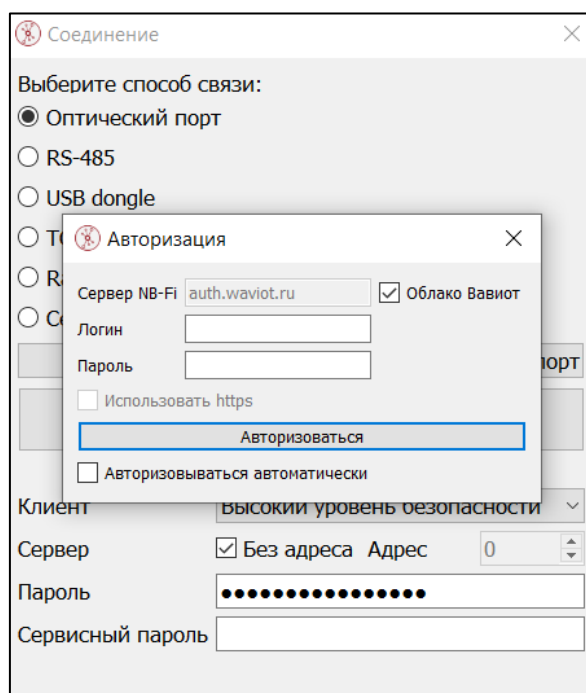 Соединение
Выберите способ связи:
Оптический порт
RS-485
USB dongle
Авторизация
Сервер NB-Fi auth.waviot.ru Облако Вавиот
Логин
Пароль
Использовать https
Авторизоваться
Авторизовываться автоматически
Клиент Высокий уровень безопасности
Сервер Без адреса Адрес 0
Пароль ••••••••••••••••
Сервисный пароль